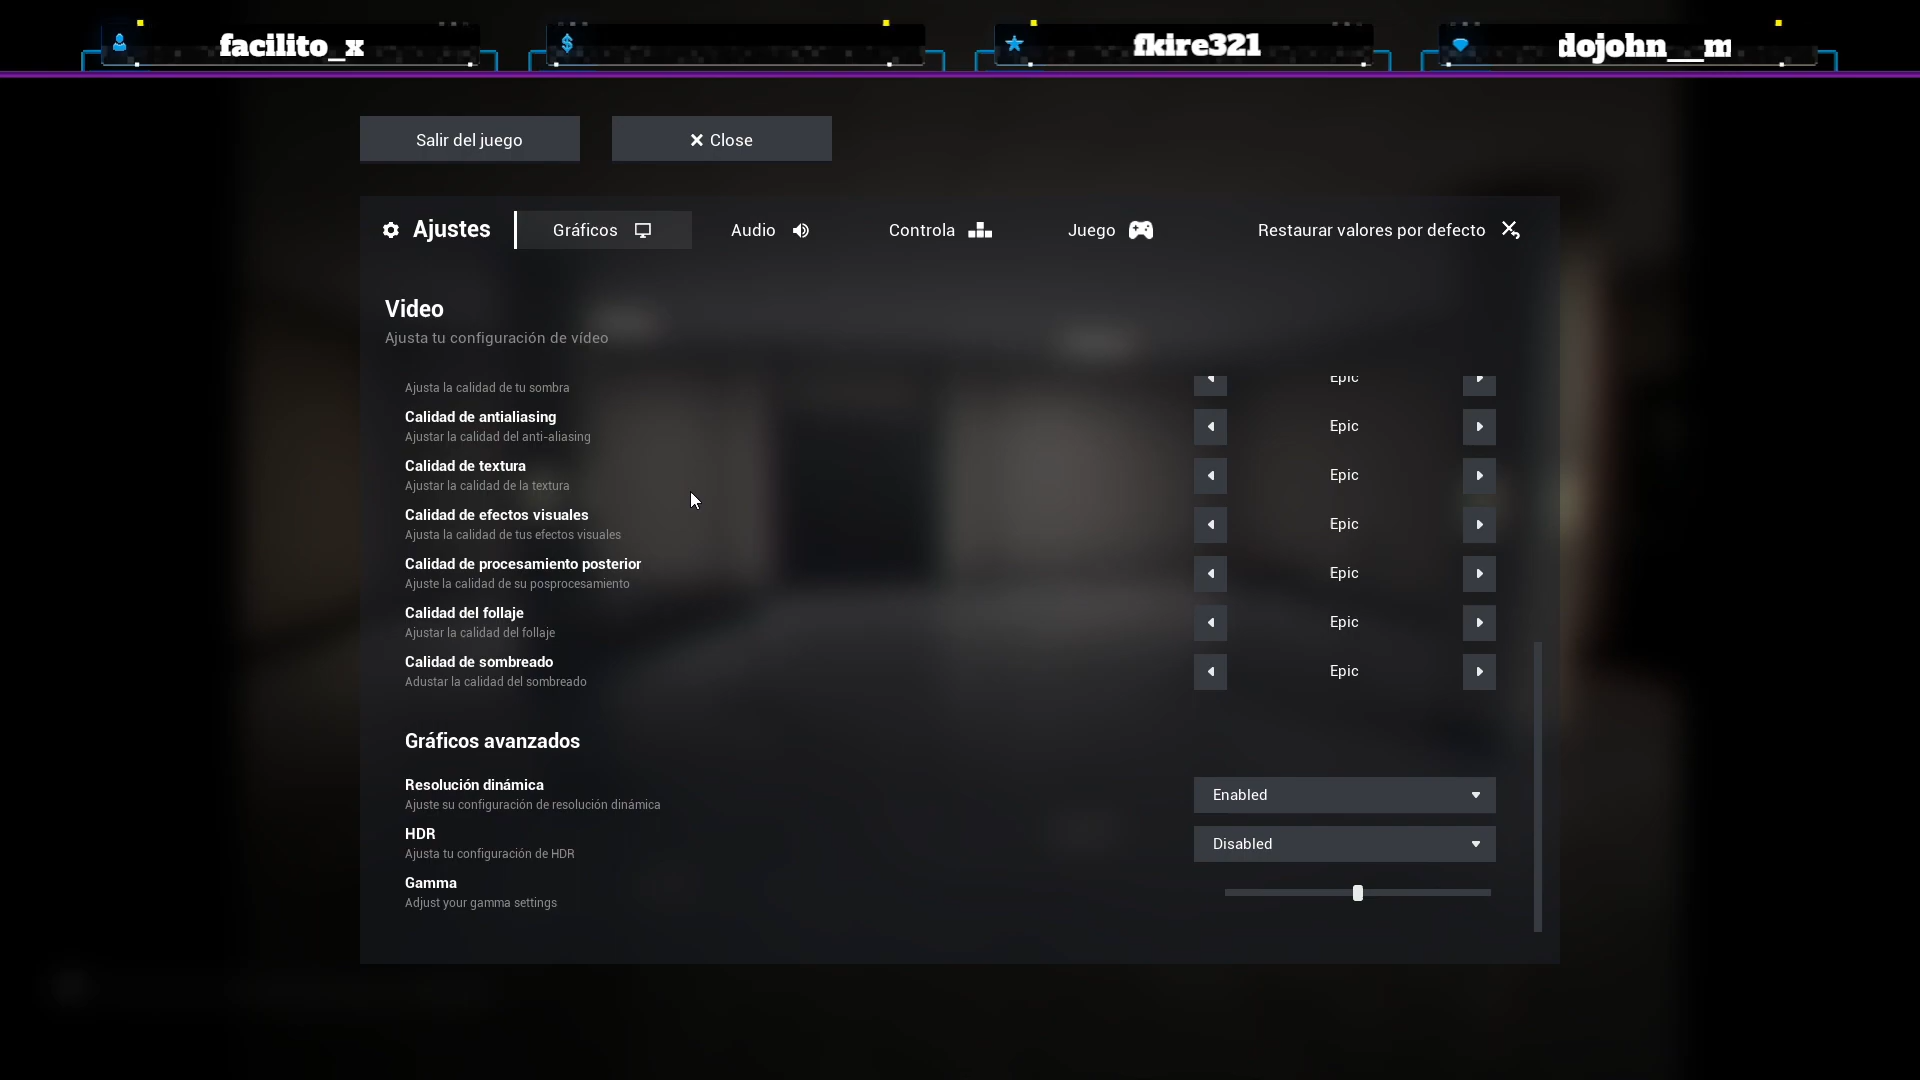 facilito_x
fkire321
dojohn__m
Salir del juego
Close
Ajustes
Gráficos
Audio
Controla
Juego
Restaurar valores por defecto
Video
Ajusta tu configuración de vídeo
Ajusta la calidad de tu sombra
Epic
Calidad de antialiasing
Ajustar la calidad del anti-aliasing
Epic
Calidad de textura
Ajustar la calidad de la textura
Epic
Calidad de efectos visuales
Ajusta la calidad de tus efectos visuales
Epic
Calidad de procesamiento posterior
Ajuste la calidad de su posprocesamiento
Epic
Calidad del follaje
Ajustar la calidad del follaje
Epic
Calidad de sombreado
Adustar la calidad del sombreado
Epic
Gráficos avanzados
Resolución dinámica
Ajuste su configuración de resolución dinámica
Enabled
HDR
Ajusta tu configuración de HDR
Disabled
Gamma
Adjust your gamma settings